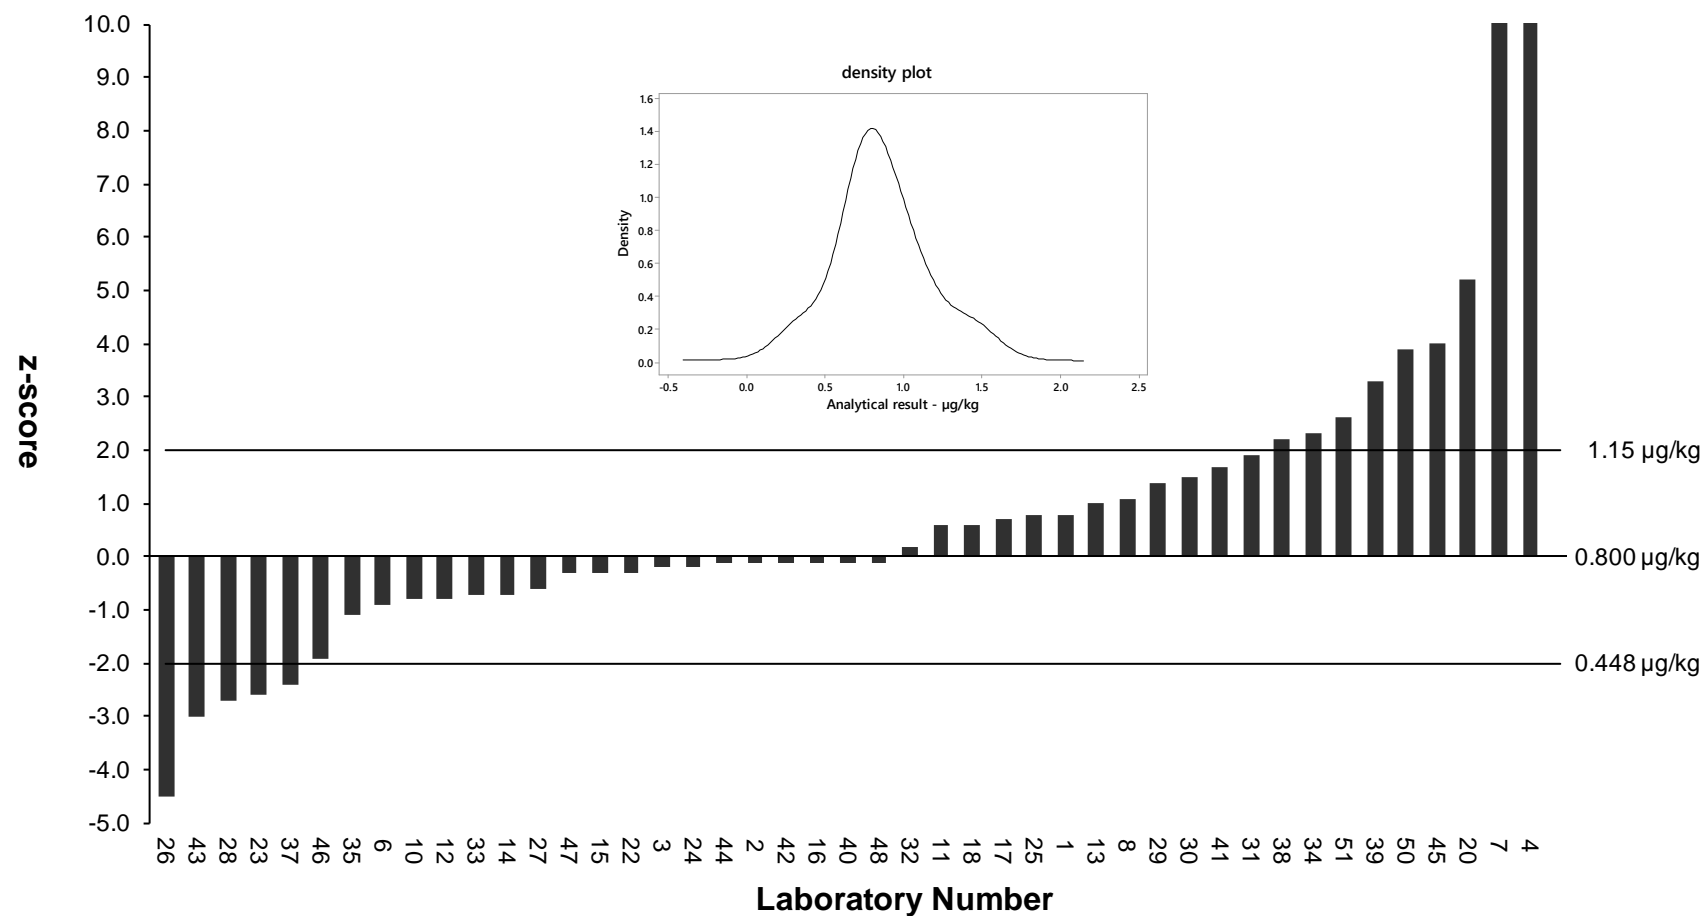 10.0
9.0
8.0
7.0
6.0
5.0
4.0
3.0
2.0
1.0
0.0
-1.0
-2.0
-3.0
-4.0
-5.0
z-score
density plot
1.6
1.4
1.2
1.0
0.8
0.6
0.4
0.2
0.0
Density
-0.5 0.0 0.5 1.0 1.5 2.0 2.5
Analytical result - µg/kg
1.15 µg/kg
0.800 µg/kg
0.448 µg/kg
26 43 28 23 37 46 35 6 10 12 33 14 27 47 15 22 3 24 44 2 42 16 40 48 32 11 18 17 25 1 13 8 29 30 41 31 38 34 51 39 50 45 20 7 4
Laboratory Number